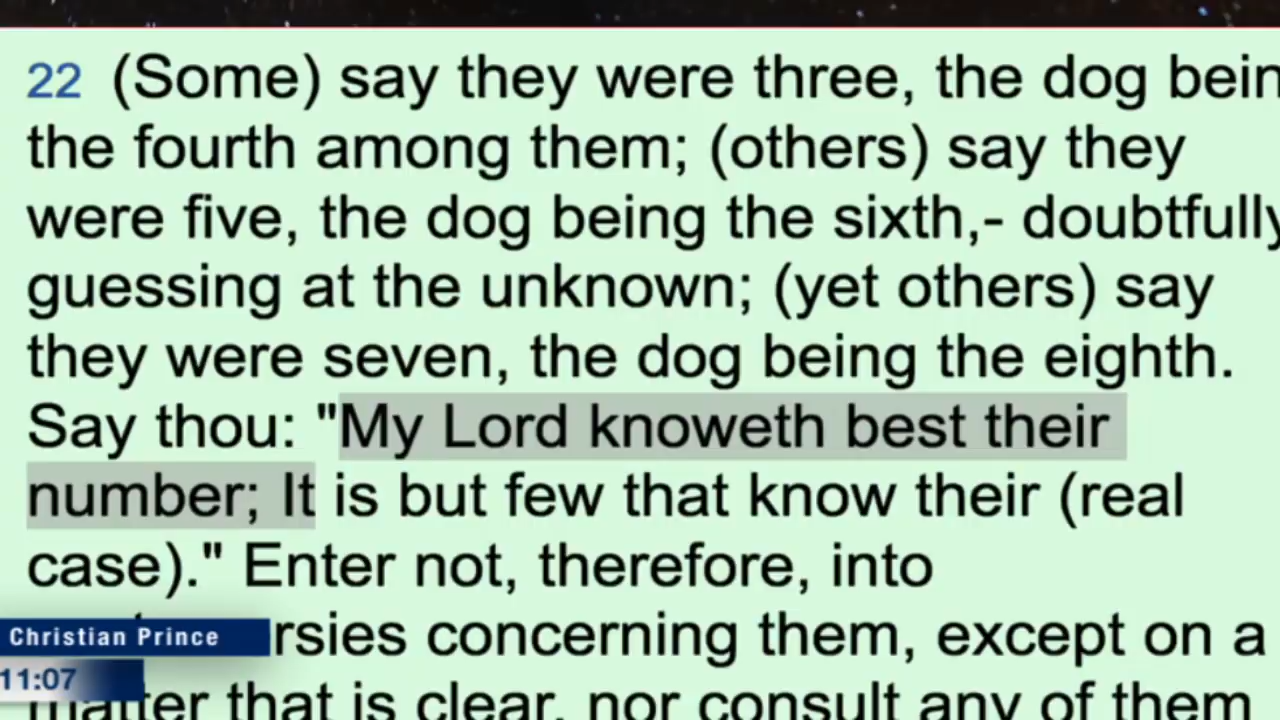 22 (Some) say they were three, the dog bein
the fourth among them; (others) say they
were five, the dog being the sixth,- doubtfully
guessing at the unknown; (yet others) say
they were seven, the dog being the eighth.
Say thou: "My Lord knoweth best their
number; It is but few that know their (real
case)." Enter not, therefore, into
rsies concerning them, except on a
matter that is clear, nor consult any of them
Christian Prince
11:07